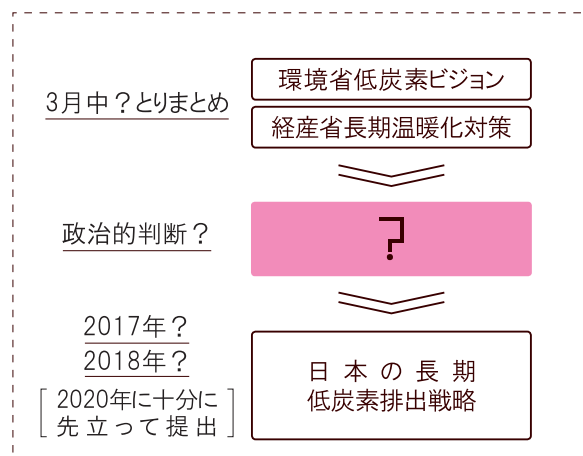 環境省低炭素ビジョン
3月中？とりまとめ
経産省長期温暖化対策
政治的判断？
？
2017年？
2018年？
日本の長期
低炭素排出戦略
[2020年に十分に
先立って提出]